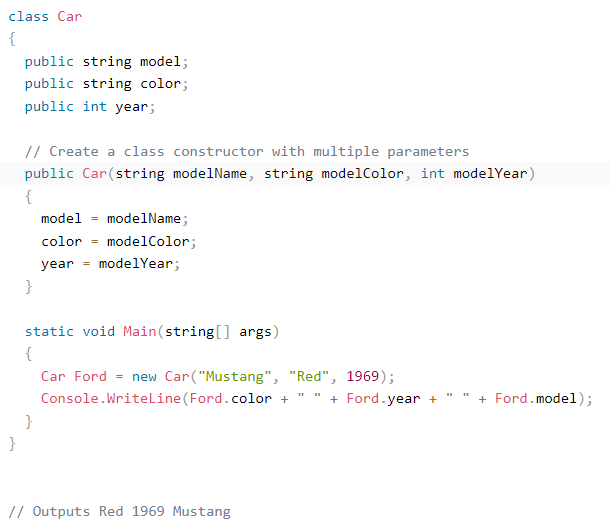 class Car
{
  public string model;
  public string color;
  public int year;

  // Create a class constructor with multiple parameters
  public Car(string modelName, string modelColor, int modelYear)
  {
    model = modelName;
    color = modelColor;
    year = modelYear;
  }

  static void Main(string[] args)
  {
    Car Ford = new Car("Mustang", "Red", 1969);
    Console.WriteLine(Ford.color + " " + Ford.year + " " + Ford.model);
  }
}


// Outputs Red 1969 Mustang